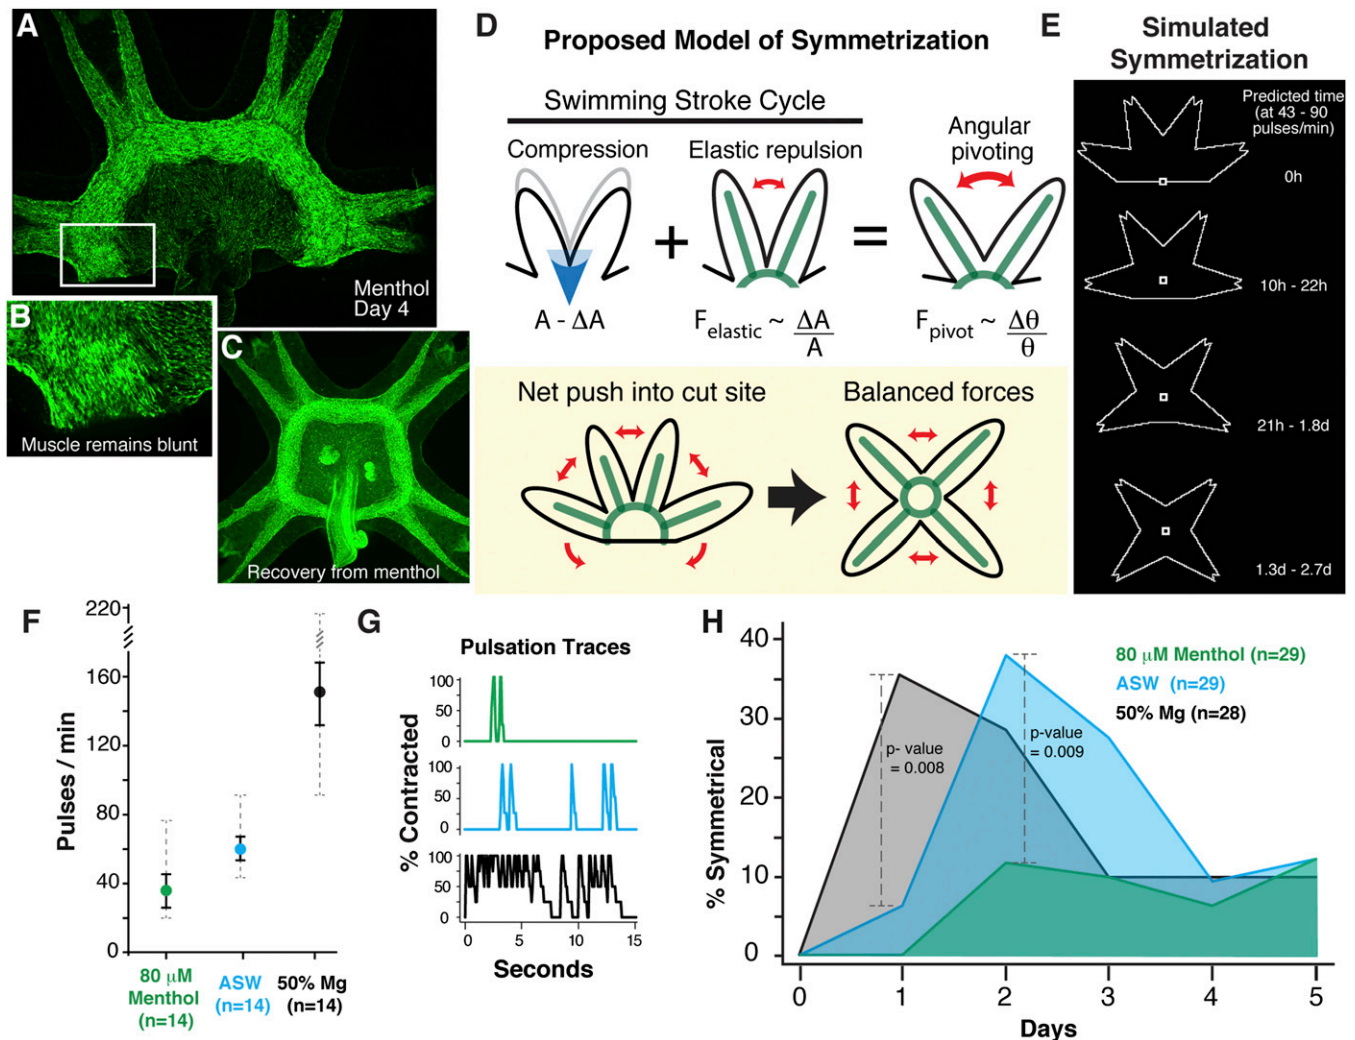 A
Menthol
Day 4
B
Muscle remains blunt
C
Recovery from menthol
D
Proposed Model of Symmetrization
Swimming Stroke Cycle
Compression
Elastic repulsion
Angular
pivoting
+
=
A - ΔA
F elastic ~ ΔA
A
F pivot ~ Δθ
θ
Net push into cut site
Balanced forces
E
Simulated
Symmetrization
Predicted time
(at 43 - 90
pulses/min)
0h
10h - 22h
21h - 1.8d
1.3d - 2.7d
F
Pulses / min
220
160
120
80
40
0
80 μM
Menthol
(n=14)
ASW
(n=14)
50% Mg
(n=14)
G
Pulsation Traces
% Contracted
100
50
0
100
50
0
100
50
0
0 5 10 15
Seconds
H
% Symmetrical
40
30
20
10
0
80 μM Menthol (n=29)
ASW (n=29)
50% Mg (n=28)
p- value
= 0.008
p-value
= 0.009
0 1 2 3 4 5
Days